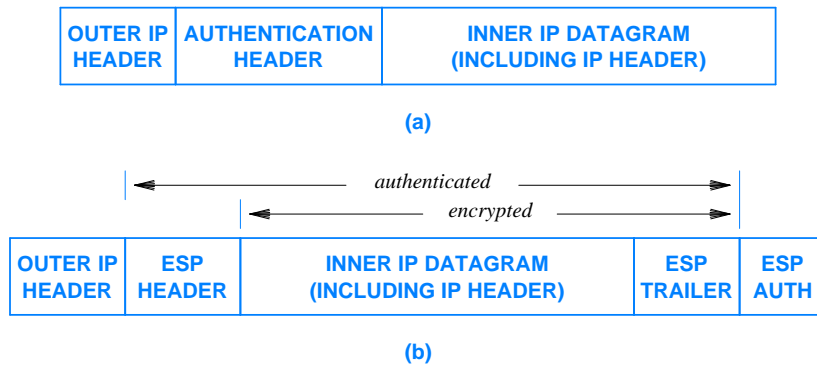 OUTER IP AUTHENTICATION INNER IP DATAGRAM
HEADER HEADER (INCLUDING IP HEADER)
(a)
authenticated
encrypted
OUTER IP ESP INNER IP DATAGRAM ESP ESP
HEADER HEADER (INCLUDING IP HEADER) TRAILER AUTH
(b)